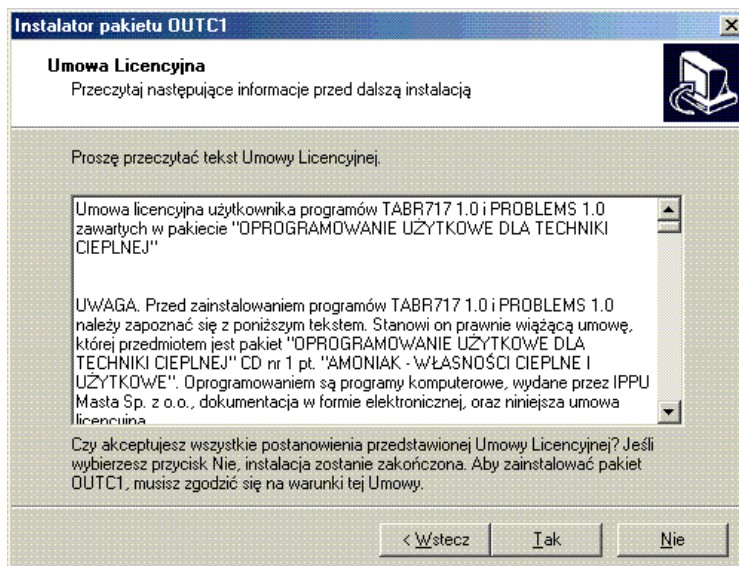 Instalator pakietu OUTC1
Umowa Licencyjna
Przeczytaj następujące informacje przed dalszą instalacją
Proszę przeczytać tekst Umowy Licencyjnej.
Umowa licencyjna użytkownika programów TABR717 1.0 i PROBLEMS 1.0
zawartych w pakiecie "OPROGRAMOWANIE UŻYTKOWE DLA TECHNIKI
CIEPLNEJ"
UWAGA. Przed zainstalowaniem programów TABR717 1.0 i PROBLEMS 1.0
należy zapoznać się z poniższym tekstem. Stanowi on prawnie wiążącą umowę,
której przedmiotem jest pakiet "OPROGRAMOWANIE UŻYTKOWE DLA
TECHNIKI CIEPLNEJ" CD nr 1 pt. "AMONIAK - WŁASNOŚCI CIEPLNE I
UŻYTKOWE". Oprogramowaniem są programy komputerowe, wydane przez IPPU
Masta Sp. z o.o., dokumentacja w formie elektronicznej, oraz niniejsza umowa
licencyjna
Czy akceptujesz wszystkie postanowienia przedstawionej Umowy Licencyjnej? Jeśli
wybierzesz przycisk Nie, instalacja zostanie zakończona. Aby zainstalować pakiet
OUTC1, musisz zgodzić się na warunki tej Umowy.
< Wstecz Tak Nie